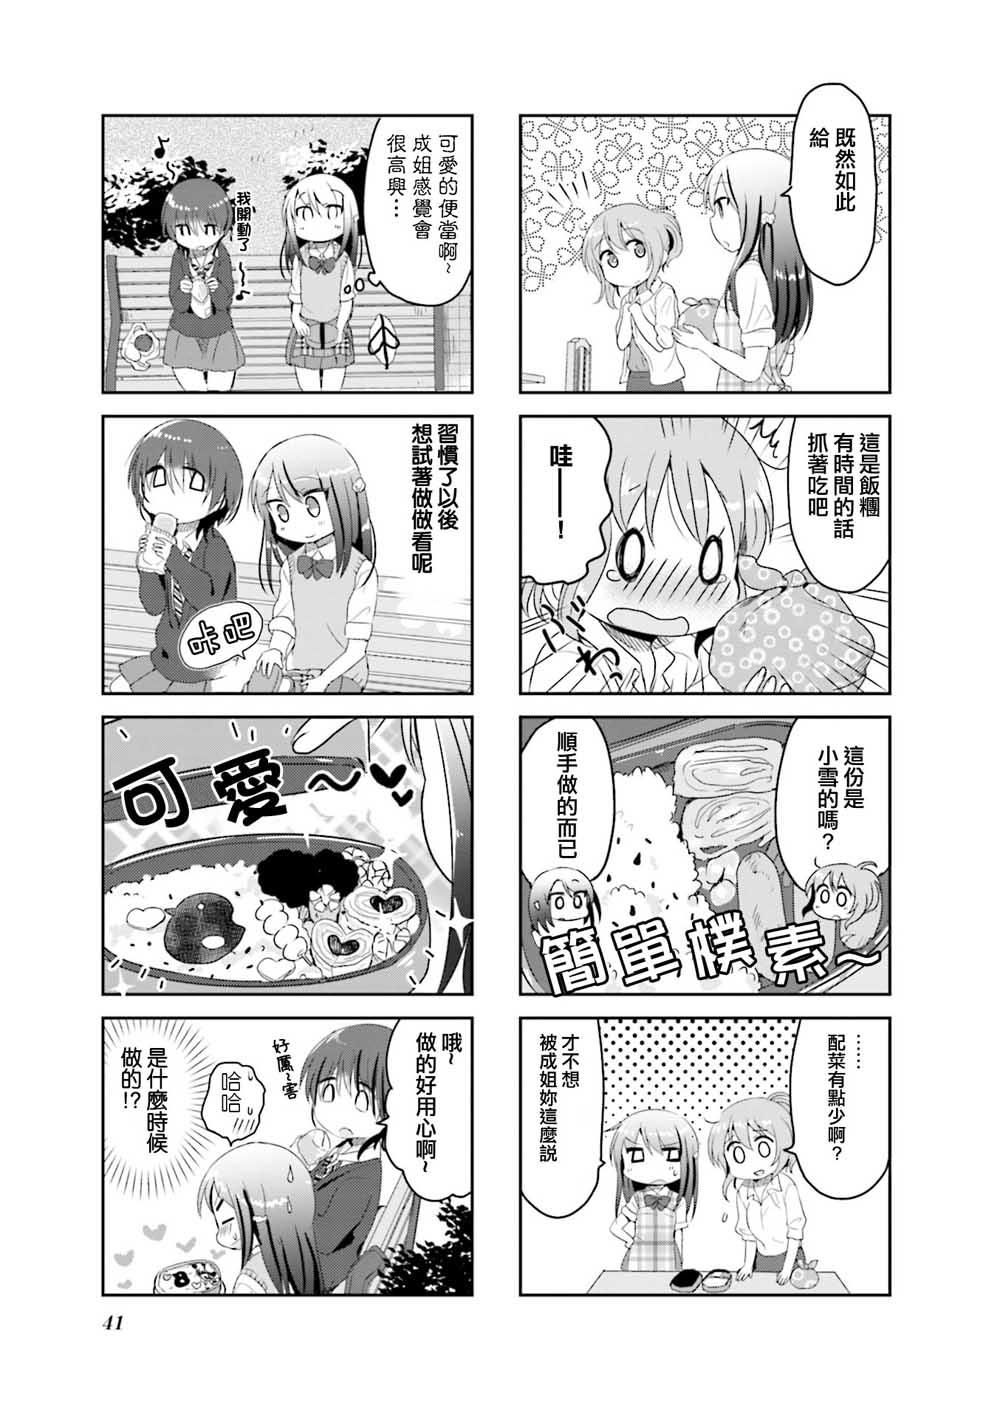 既然如此
給
這是飯糰
有時間的話
抓著吃吧
哇——！
じ〜ん
這份是
小雪的嗎？
順手做的而已
簡單樸素～
……
配菜有點少啊？
才不想
被成姐妳這麼說
可愛的便當啊~
成姐感覺會
很高興…
我開動了
習慣了以後
想試著做做看呢
咔吧
可愛～♥
哦~
做的好用心啊~
好厲~害
哈哈
是什麼時候
做的!?
41